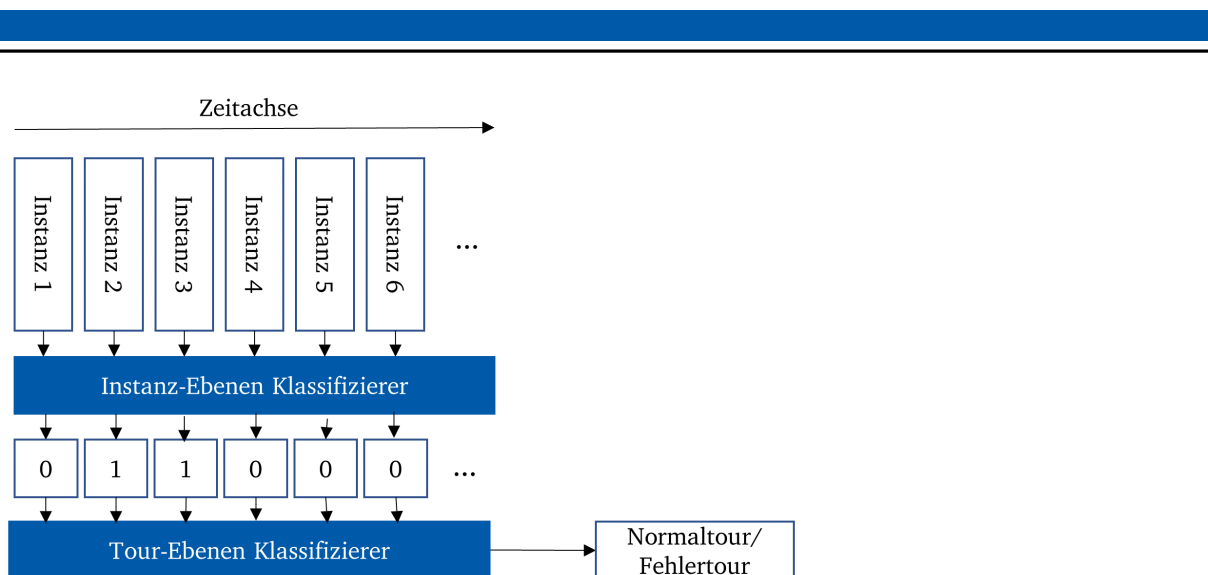 Zeitachse
Instanz 1
Instanz 2
Instanz 3
Instanz 4
Instanz 5
Instanz 6
...
Instanz-Ebenen Klassifizierer
0 1 1 0 0 0 ...
Tour-Ebenen Klassifizierer
Normaltour/
Fehlertour